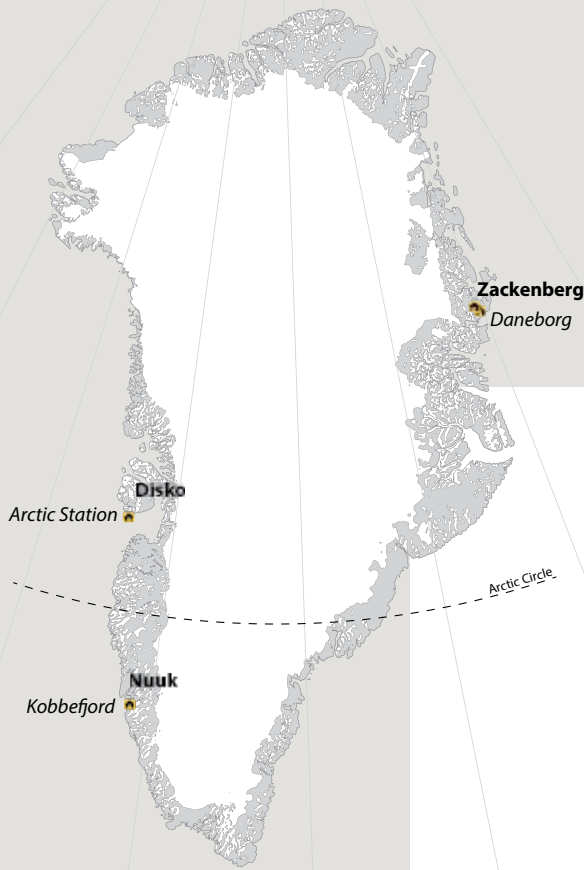 Zackenberg
Daneborg
Disko
Arctic Station
Arctic Circle
Nuuk
Kobbefjord